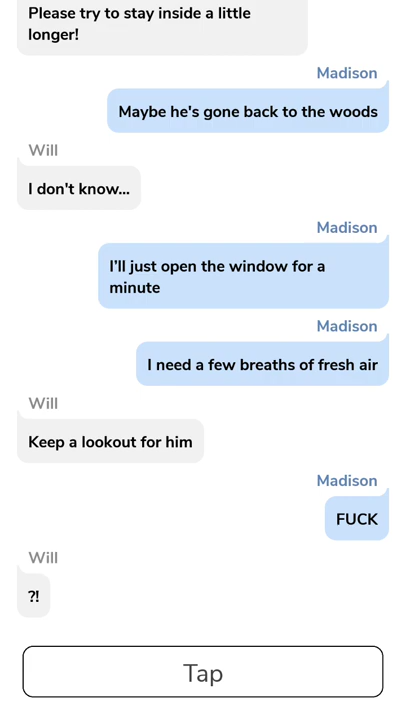 Please try to stay inside a little
longer!
Madison
Maybe he's gone back to the woods
Will
I don't know...
Madison
I'll just open the window for a
minute
Madison
I need a few breaths of fresh air
Will
Keep a lookout for him
Madison
FUCK
Will
?!
Tap